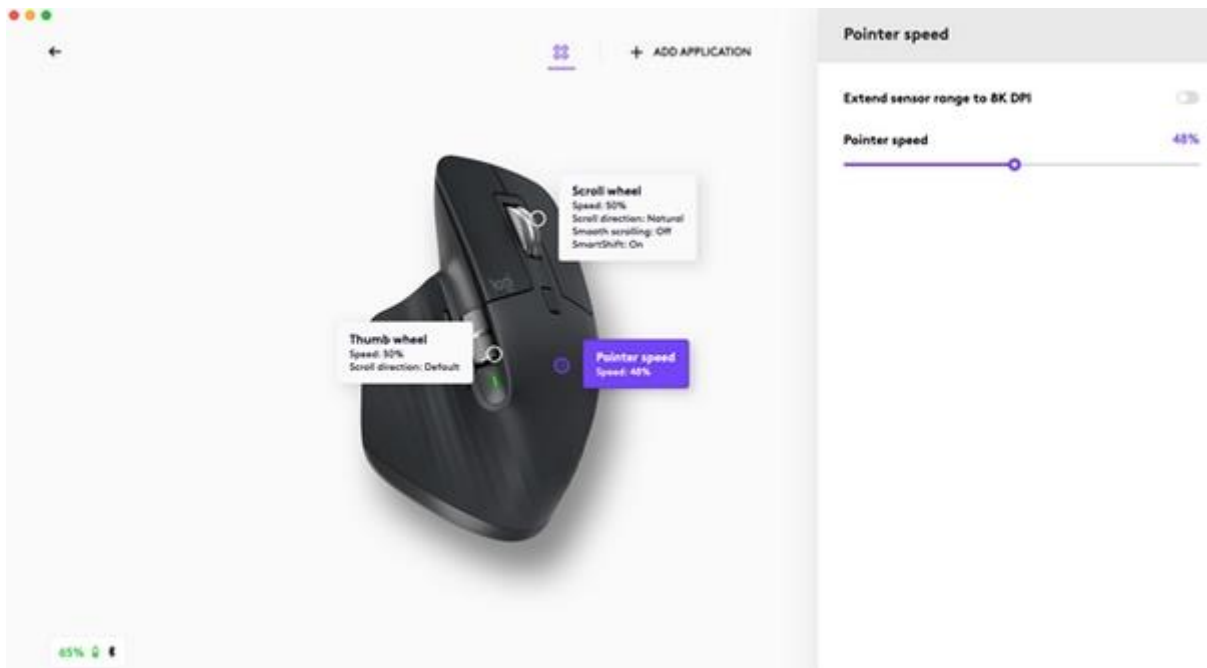 ADD APPLICATION
Pointer speed
Extend sensor range to 8K DPI
Pointer speed
48%
Scroll wheel
Speed: 50%
Scroll direction: Natural
Smooth scrolling: Off
SmartShift: On
logi
Thumb wheel
Speed: 50%
Scroll direction: Default
Pointer speed
Speed: 48%
65%